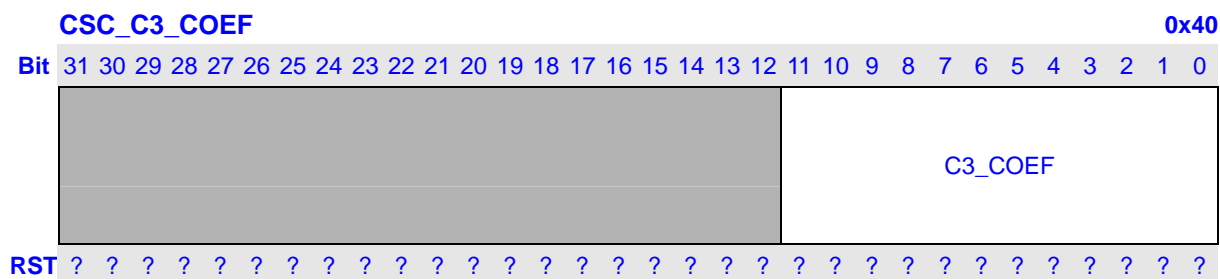 CSC_C3_COEF 0x40
Bit 31 30 29 28 27 26 25 24 23 22 21 20 19 18 17 16 15 14 13 12 11 10 9 8 7 6 5 4 3 2 1 0
C3_COEF
RST ? ? ? ? ? ? ? ? ? ? ? ? ? ? ? ? ? ? ? ? ? ? ? ? ? ? ? ? ? ? ? ?